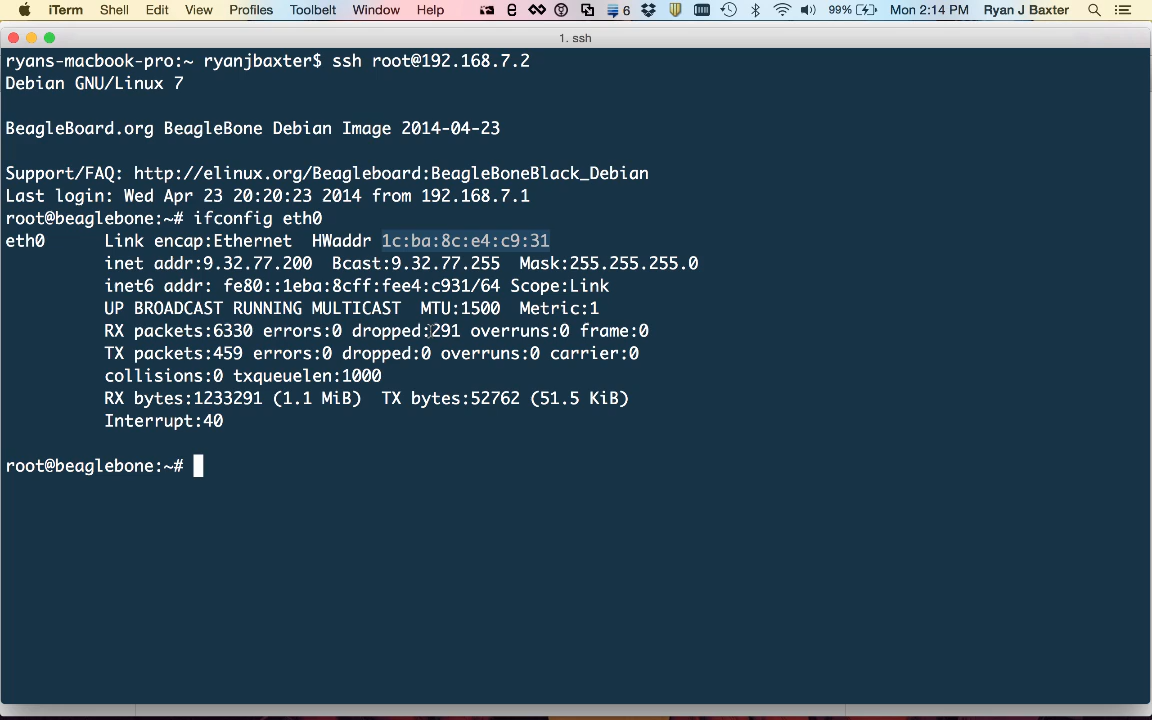 iTerm Shell Edit View Profiles Toolbelt Window Help 6 99% Mon 2:14 PM Ryan J Baxter
1. ssh
ryans-macbook-pro:~ ryanjbaxter$ ssh root@192.168.7.2
Debian GNU/Linux 7
BeagleBoard.org BeagleBone Debian Image 2014-04-23
Support/FAQ: http://elinux.org/Beagleboard:BeagleBoneBlack_Debian
Last login: Wed Apr 23 20:20:23 2014 from 192.168.7.1
root@beaglebone:~# ifconfig eth0
eth0 Link encap:Ethernet HWaddr 1c:ba:8c:e4:c9:31
inet addr:9.32.77.200 Bcast:9.32.77.255 Mask:255.255.255.0
inet6 addr: fe80::1eba:8cff:fee4:c931/64 Scope:Link
UP BROADCAST RUNNING MULTICAST MTU:1500 Metric:1
RX packets:6330 errors:0 dropped:291 overruns:0 frame:0
TX packets:459 errors:0 dropped:0 overruns:0 carrier:0
collisions:0 txqueuelen:1000
RX bytes:1233291 (1.1 MiB) TX bytes:52762 (51.5 KiB)
Interrupt:40
root@beaglebone:~#